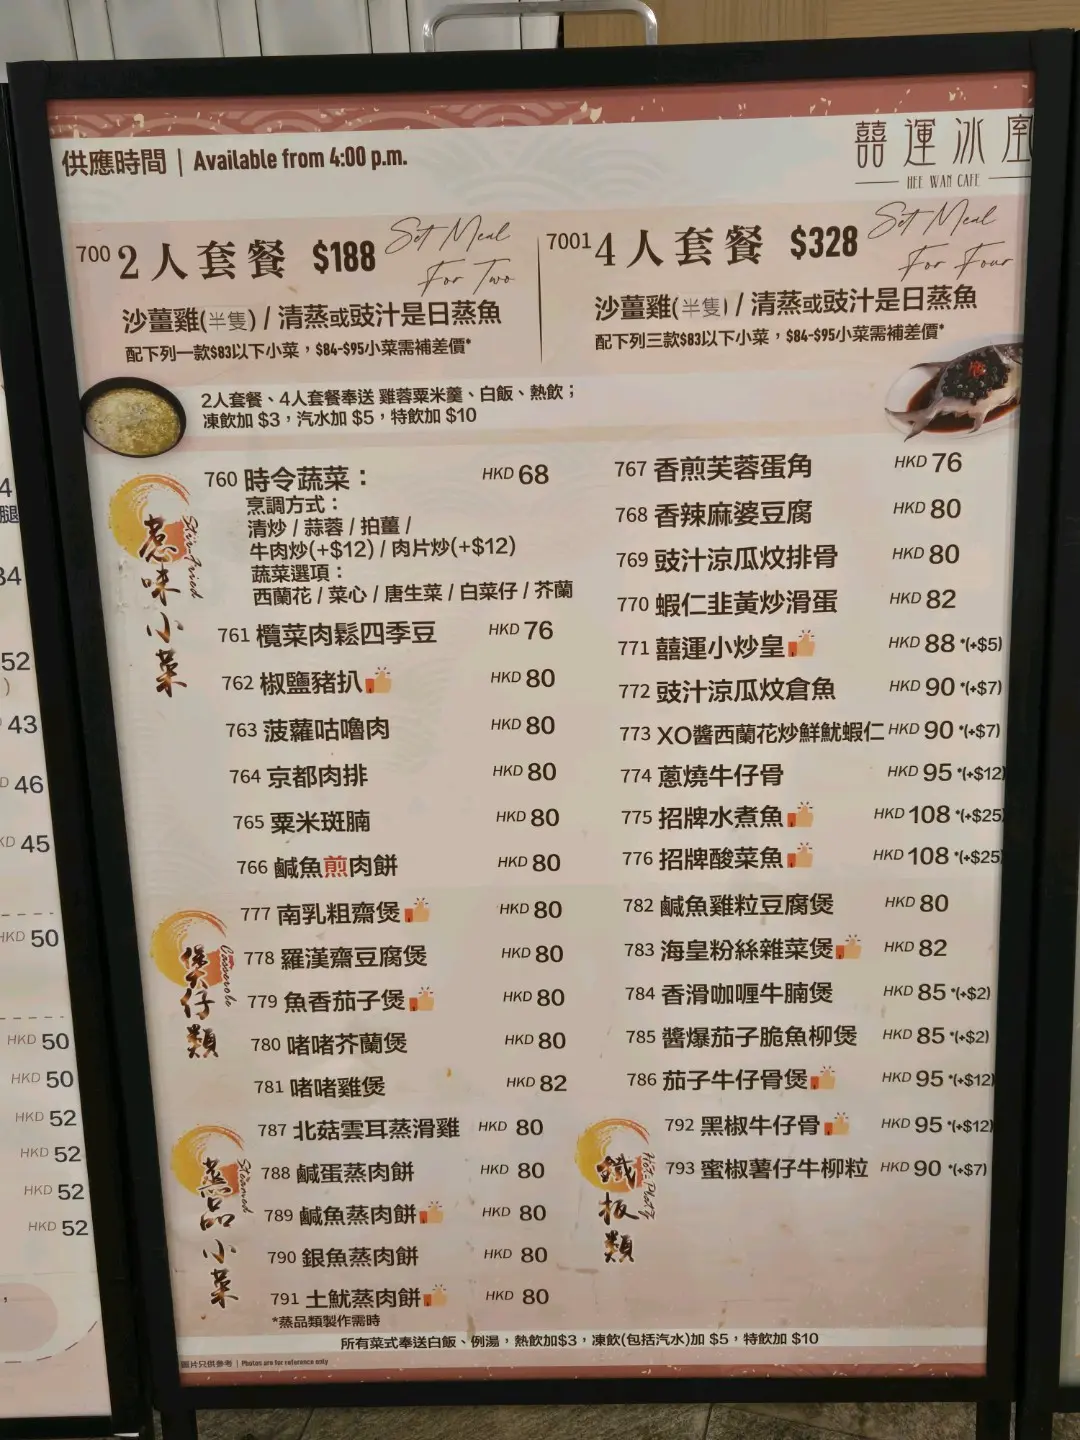 供應時間 | Available from 4:00 p.m.
囍運冰室
HEE WAN CAFE
700 2人套餐 $188 Set Meal For Two
沙薑雞(半隻) / 清蒸或豉汁是日蒸魚
配下列一款$83以下小菜，$84-$95小菜需補差價*
7001 4人套餐 $328 Set Meal For Four
沙薑雞(半隻) / 清蒸或豉汁是日蒸魚
配下列三款$83以下小菜，$84-$95小菜需補差價*
2人套餐、4人套餐奉送 雞蓉粟米羹、白飯、熱飲；
凍飲加 $3，汽水加 $5，特飲加 $10
惹味小菜 Stir-Fried
760 時令蔬菜： HKD 68
烹調方式：
清炒 / 蒜蓉 / 拍薑 /
牛肉炒(+$12) / 肉片炒(+$12)
蔬菜選項：
西蘭花 / 菜心 / 唐生菜 / 白菜仔 / 芥蘭
761 欖菜肉鬆四季豆 HKD 76
762 椒鹽豬扒 HKD 80
763 菠蘿咕嚕肉 HKD 80
764 京都肉排 HKD 80
765 粟米斑腩 HKD 80
766 鹹魚煎肉餅 HKD 80
767 香煎芙蓉蛋角 HKD 76
768 香辣麻婆豆腐 HKD 80
769 豉汁涼瓜炆排骨 HKD 80
770 蝦仁韭黃炒滑蛋 HKD 82
771 囍運小炒皇 HKD 88 *(+$5)
772 豉汁涼瓜炆倉魚 HKD 90 *(+$7)
773 XO醬西蘭花炒鮮魷蝦仁 HKD 90 *(+$7)
774 蔥燒牛仔骨 HKD 95 *(+$12)
775 招牌水煮魚 HKD 108 *(+$25)
776 招牌酸菜魚 HKD 108 *(+$25)
煲仔類 Casserole
777 南乳粗齋煲 HKD 80
778 羅漢齋豆腐煲 HKD 80
779 魚香茄子煲 HKD 80
780 啫啫芥蘭煲 HKD 80
781 啫啫雞煲 HKD 82
782 鹹魚雞粒豆腐煲 HKD 80
783 海皇粉絲雜菜煲 HKD 82
784 香滑咖喱牛腩煲 HKD 85 *(+$2)
785 醬爆茄子脆魚柳煲 HKD 85 *(+$2)
786 茄子牛仔骨煲 HKD 95 *(+$12)
蒸品小菜 Steamed
787 北菇雲耳蒸滑雞 HKD 80
788 鹹蛋蒸肉餅 HKD 80
789 鹹魚蒸肉餅 HKD 80
790 銀魚蒸肉餅 HKD 80
791 土魷蒸肉餅 HKD 80
*蒸品類製作需時
鐵板類
792 黑椒牛仔骨 HKD 95 *(+$12)
793 蜜椒薯仔牛柳粒 HKD 90 *(+$7)
所有菜式奉送白飯、例湯，熱飲加$3，凍飲(包括汽水)加 $5，特飲加 $10
圖片只供參考 | Photos are for reference only
4
腿
34
52
)
43
D 46
KD 45
HKD 50
HKD 50
HKD 50
HKD 52
HKD 52
HKD 52
HKD 52